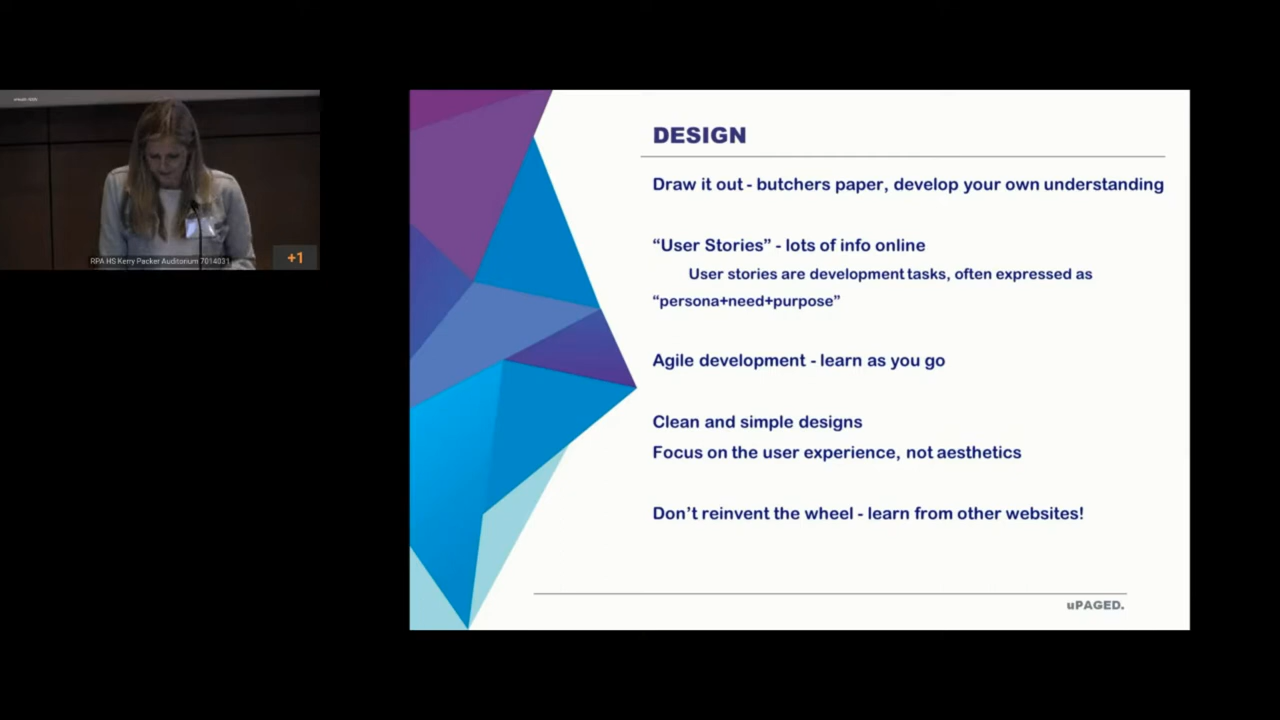 RPA HS Kerry Packer Auditorium 7014031
+1
DESIGN
Draw it out - butchers paper, develop your own understanding
“User Stories” - lots of info online
User stories are development tasks, often expressed as
“persona+need+purpose”
Agile development - learn as you go
Clean and simple designs
Focus on the user experience, not aesthetics
Don’t reinvent the wheel - learn from other websites!
uPAGED.